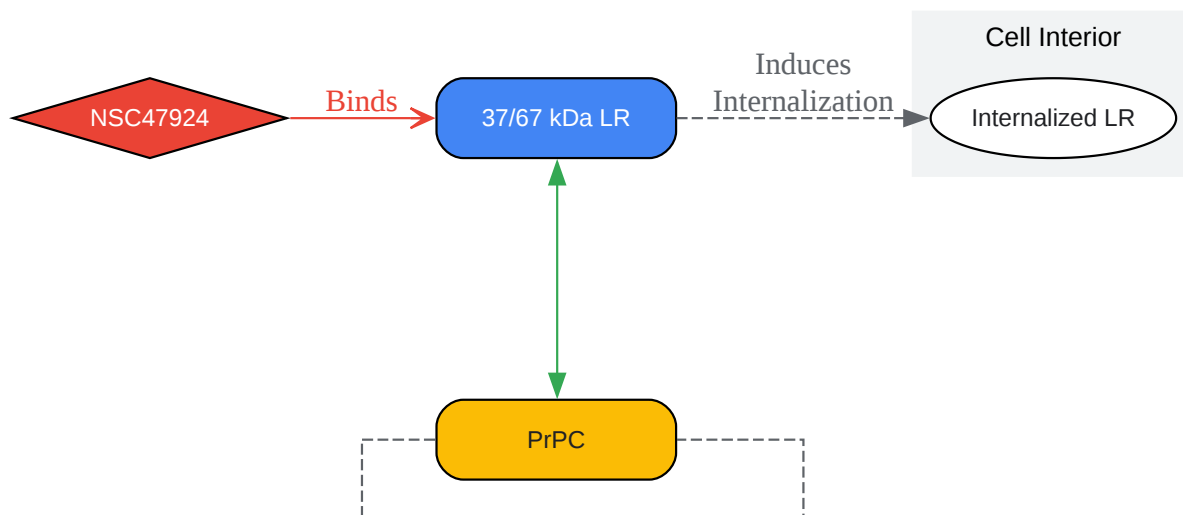 Cell Interior
NSC47924
Binds
37/67 kDa LR
Induces
Internalization
Internalized LR
PrPC